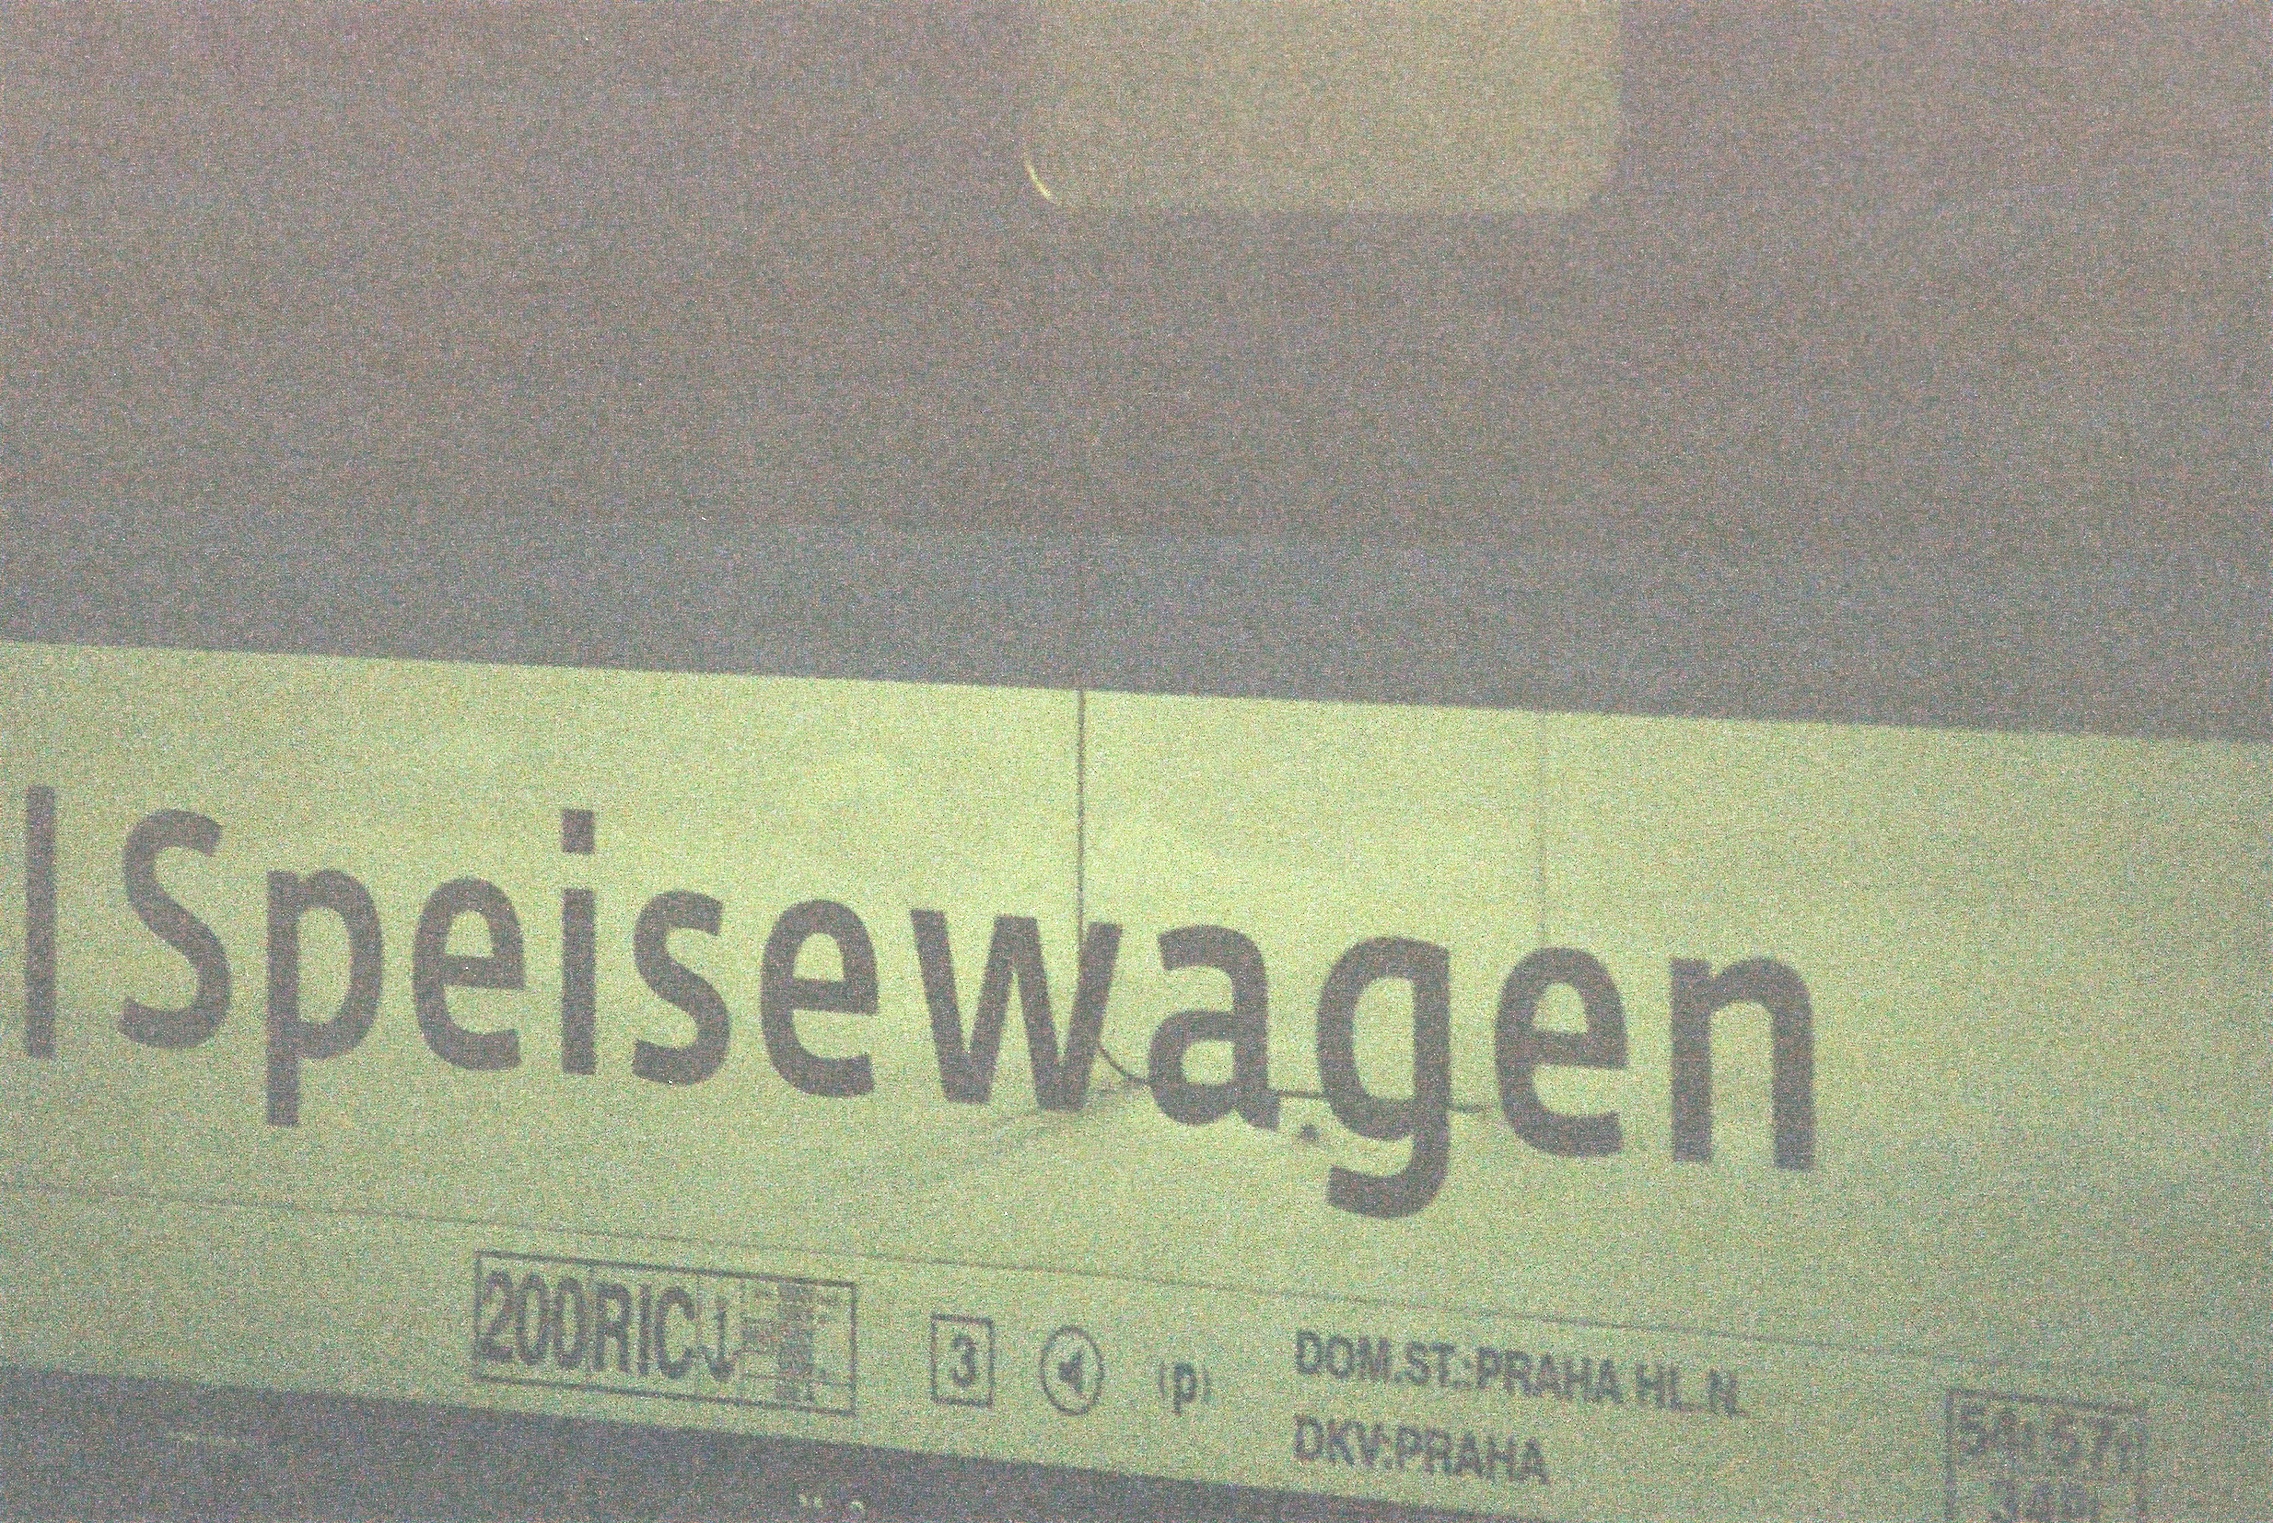 | Speisewagen
200RIC
3
(p)
DOM.ST.:PRAHA HL.N.
DKV:PRAHA